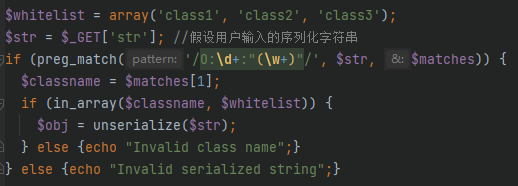 $whitelist = array('class1', 'class2', 'class3');
$str = $_GET['str']; //假设用户输入的序列化字符串
if (preg_match( pattern: '/O:\d+:"(\w+)"/', $str, &: $matches)) {
$classname = $matches[1];
if (in_array($classname, $whitelist)) {
$obj = unserialize($str);
} else {echo "Invalid class name";}
} else {echo "Invalid serialized string";}